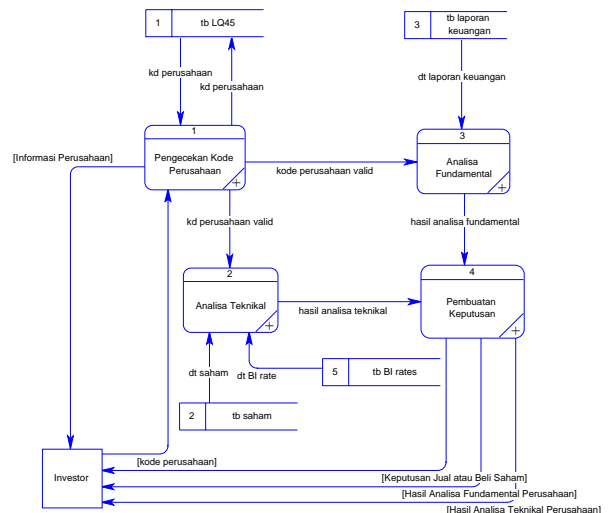 1 tb LQ45
3 tb laporan
keuangan
kd perusahaan
kd perusahaan
dt laporan keuangan
1
Pengecekan Kode
Perusahaan
+
3
Analisa
Fundamental
+
[Informasi Perusahaan]
kode perusahaan valid
kd perusahaan valid
hasil analisa fundamental
2
Analisa Teknikal
+
4
Pembuatan
Keputusan
+
hasil analisa teknikal
dt saham
dt BI rate
5 tb BI rates
2 tb saham
[kode perusahaan]
Investor
[Keputusan Jual atau Beli Saham]
[Hasil Analisa Fundamental Perusahaan]
[Hasil Analisa Teknikal Perusahaan]